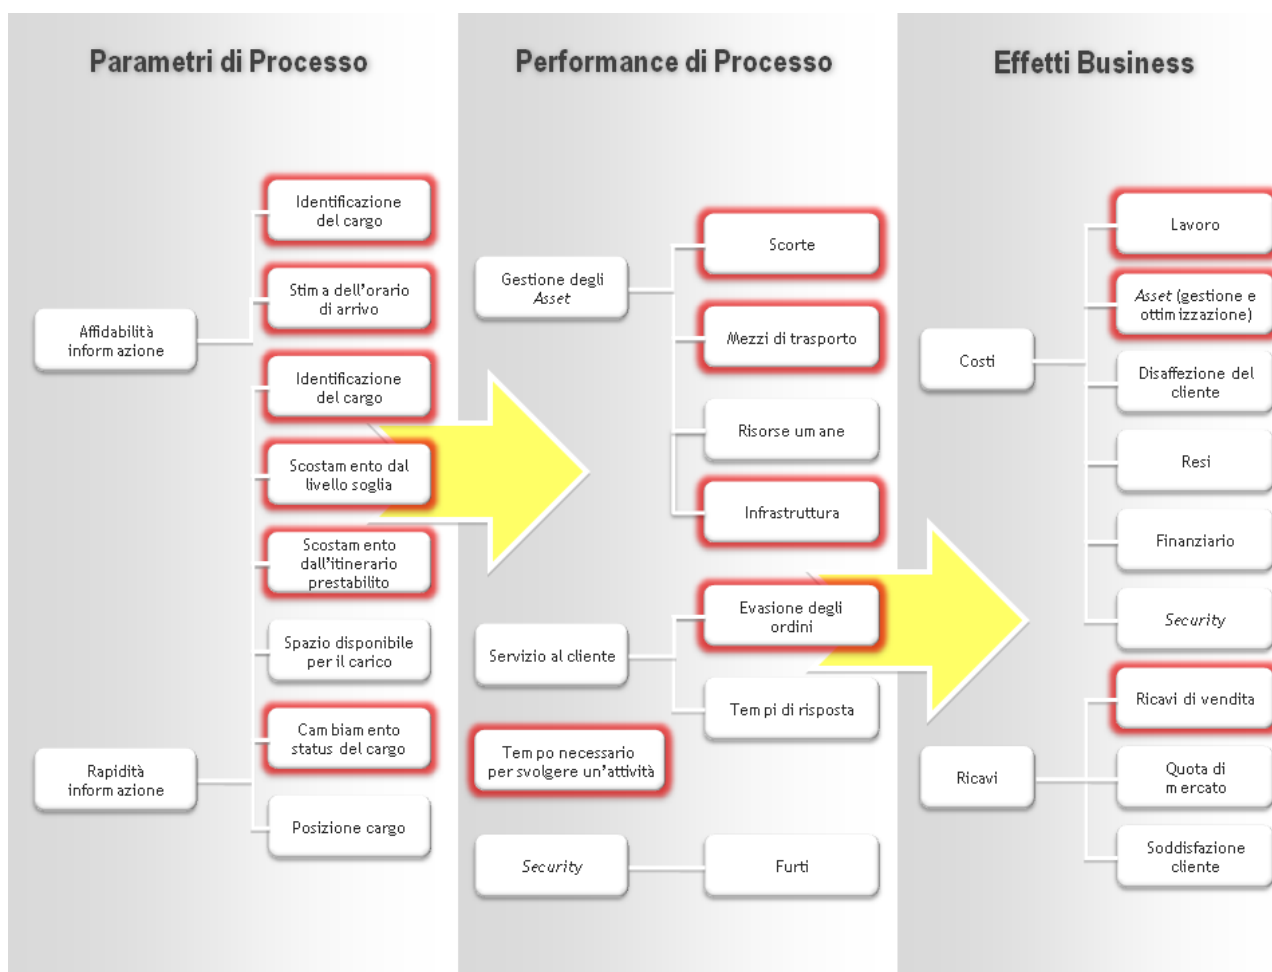 Parametri di Processo
Affidabilità
informazione
Identificazione
del cargo
Stima dell'orario
di arrivo
Identificazione
del cargo
Scostamento dal
livello soglia
Scostamento
dall'itinerario
prestabilito
Spazio disponibile
per il carico
Cambiamento
status del cargo
Rapidità
informazione
Posizione cargo
Performance di Processo
Gestione degli
Asset
Scorte
Mezzi di trasporto
Risorse umane
Infrastruttura
Servizio al cliente
Evasione degli
ordini
Tempi di risposta
Tempo necessario
per svolgere un'attività
Security
Furti
Effetti Business
Costi
Lavoro
Asset (gestione e
ottimizzazione)
Disaffezione del
cliente
Resi
Finanziario
Security
Ricavi
Ricavi di vendita
Quota di
mercato
Soddisfazione
cliente